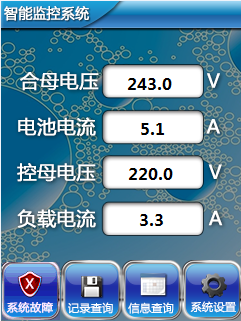 智能监控系统
合母电压 243.0 V
电池电流 5.1 A
控母电压 220.0 V
负载电流 3.3 A
系统故障 记录查询 信息查询 系统设置